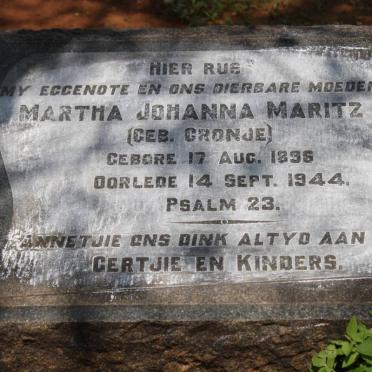 HIER RUS
MY EGGENOTE EN ONS DIERBARE MOEDER
MARTHA JOHANNA MARITZ
(GEB. CRONJE)
GEBORE 17 AUG. 1896
OORLEDE 14 SEPT. 1944.
PSALM 23.
ANNETJIE ONS DINK ALTYD AAN
GERTJIE EN KINDERS.